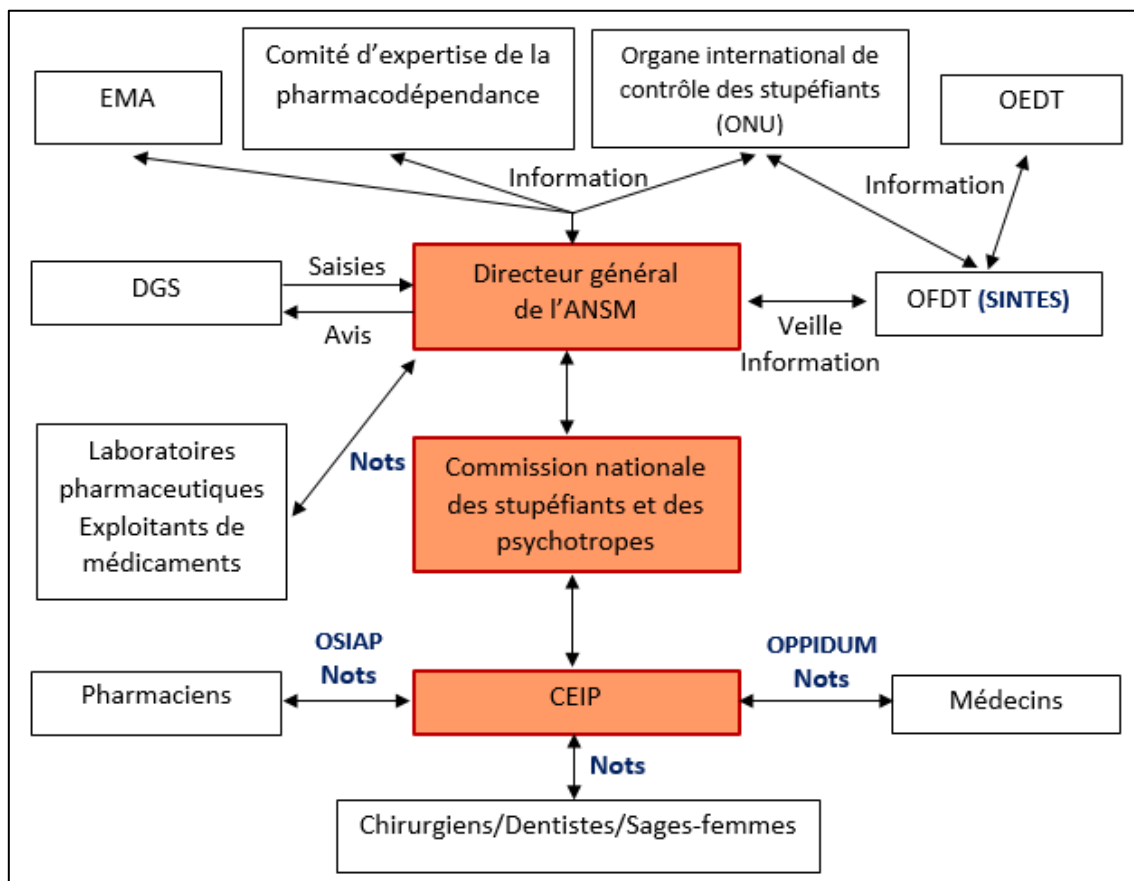 EMA
Comité d’expertise de la
pharmacodépendance
Organe international de
contrôle des stupéfiants
(ONU)
OEDT
Information
Information
DGS
Saisies
Avis
Directeur général
de l’ANSM
Veille
Information
OFDT (SINTES)
Laboratoires
pharmaceutiques
Exploitants de
médicaments
Nots
Commission nationale
des stupéfiants et des
psychotropes
Pharmaciens
OSIAP
Nots
CEIP
OPPIDUM
Nots
Médecins
Nots
Chirurgiens/Dentistes/Sages-femmes